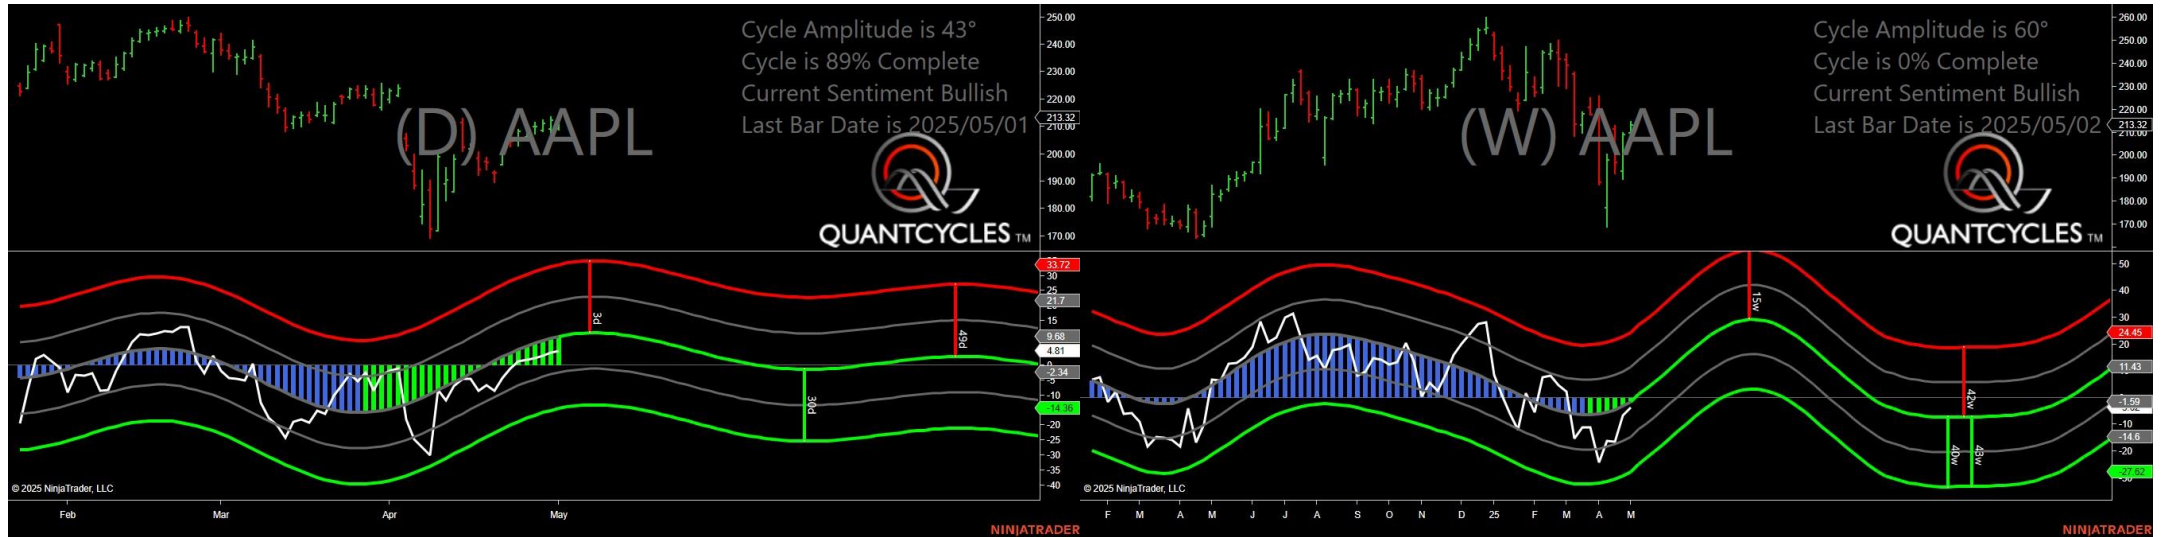 Cycle Amplitude is 43°
Cycle is 89% Complete
Current Sentiment Bullish
Last Bar Date is 2025/05/01
(D) AAPL
QUANTCYCLES TM
250.00
240.00
230.00
220.00
213.32
210.00
200.00
190.00
180.00
170.00
33.72
30
25
21.7
15
9.68
4.81
0
-2.34
-5
-10
-14.36
-20
-25
-30
-35
-40
3d
30d
49d
© 2025 NinjaTrader, LLC
Feb Mar Apr May
NINJATRADER
Cycle Amplitude is 60°
Cycle is 0% Complete
Current Sentiment Bullish
Last Bar Date is 2025/05/02
(W) AAPL
QUANTCYCLES TM
260.00
250.00
240.00
230.00
220.00
213.32
210.00
200.00
190.00
180.00
170.00
50
40
30
24.45
20
11.43
-1.59
-10
-14.6
-20
-27.62
15w
42w
40w
43w
© 2025 NinjaTrader, LLC
F M A M J J A S O N D 25 F M A M
NINJATRADER